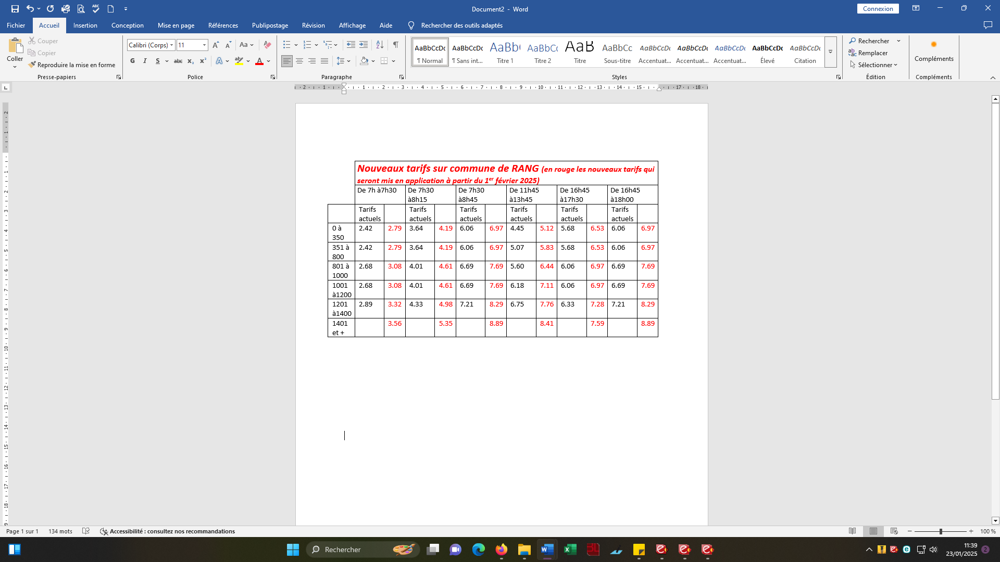 Document2 - Word
Connexion
Fichier Accueil Insertion Conception Mise en page Références Publipostage Révision Affichage Aide Rechercher des outils adaptés
Coller
Couper
Copier
Reproduire la mise en forme
Presse-papiers
Calibri (Corps) 11
G I S abc x₂ x² A A
Police
Paragraphe
AaBbCcDc AaBbCcDc AaBbC AaBbCc AaB AaBbCc AaBbCcDc AaBbCcDc AaBbCcDc AaBbCcDc AaBbCcDc
¶ Normal ¶ Sans int... Titre 1 Titre 2 Titre Sous-titre Accentuat... Accentuat... Accentuat... Élevé Citation
Styles
Rechercher
Remplacer
Sélectionner
Édition
Compléments
Compléments
2 1 1 2 3 4 5 6 7 8 9 10 11 12 13 14 15 17 18
Nouveaux tarifs sur commune de RANG (en rouge les nouveaux tarifs qui
seront mis en application à partir du 1er février 2025)
De 7h à7h30 De 7h30 De 7h30 De 11h45 De 16h45 De 16h45
à8h15 à8h45 à13h45 à17h30 à18h00
Tarifs Tarifs Tarifs Tarifs Tarifs Tarifs
actuels actuels actuels actuels actuels actuels
0 à 2.42 2.79 3.64 4.19 6.06 6.97 4.45 5.12 5.68 6.53 6.06 6.97
350
351 à 2.42 2.79 3.64 4.19 6.06 6.97 5.07 5.83 5.68 6.53 6.06 6.97
800
801 à 2.68 3.08 4.01 4.61 6.69 7.69 5.60 6.44 6.06 6.97 6.69 7.69
1000
1001 2.68 3.08 4.01 4.61 6.69 7.69 6.18 7.11 6.06 6.97 6.69 7.69
à1200
1201 2.89 3.32 4.33 4.98 7.21 8.29 6.75 7.76 6.33 7.28 7.21 8.29
à1400
1401 3.56 5.35 8.89 8.41 7.59 8.89
et +
Page 1 sur 1 134 mots Accessibilité : consultez nos recommandations 100 %
Rechercher
11:39
23/01/2025
2